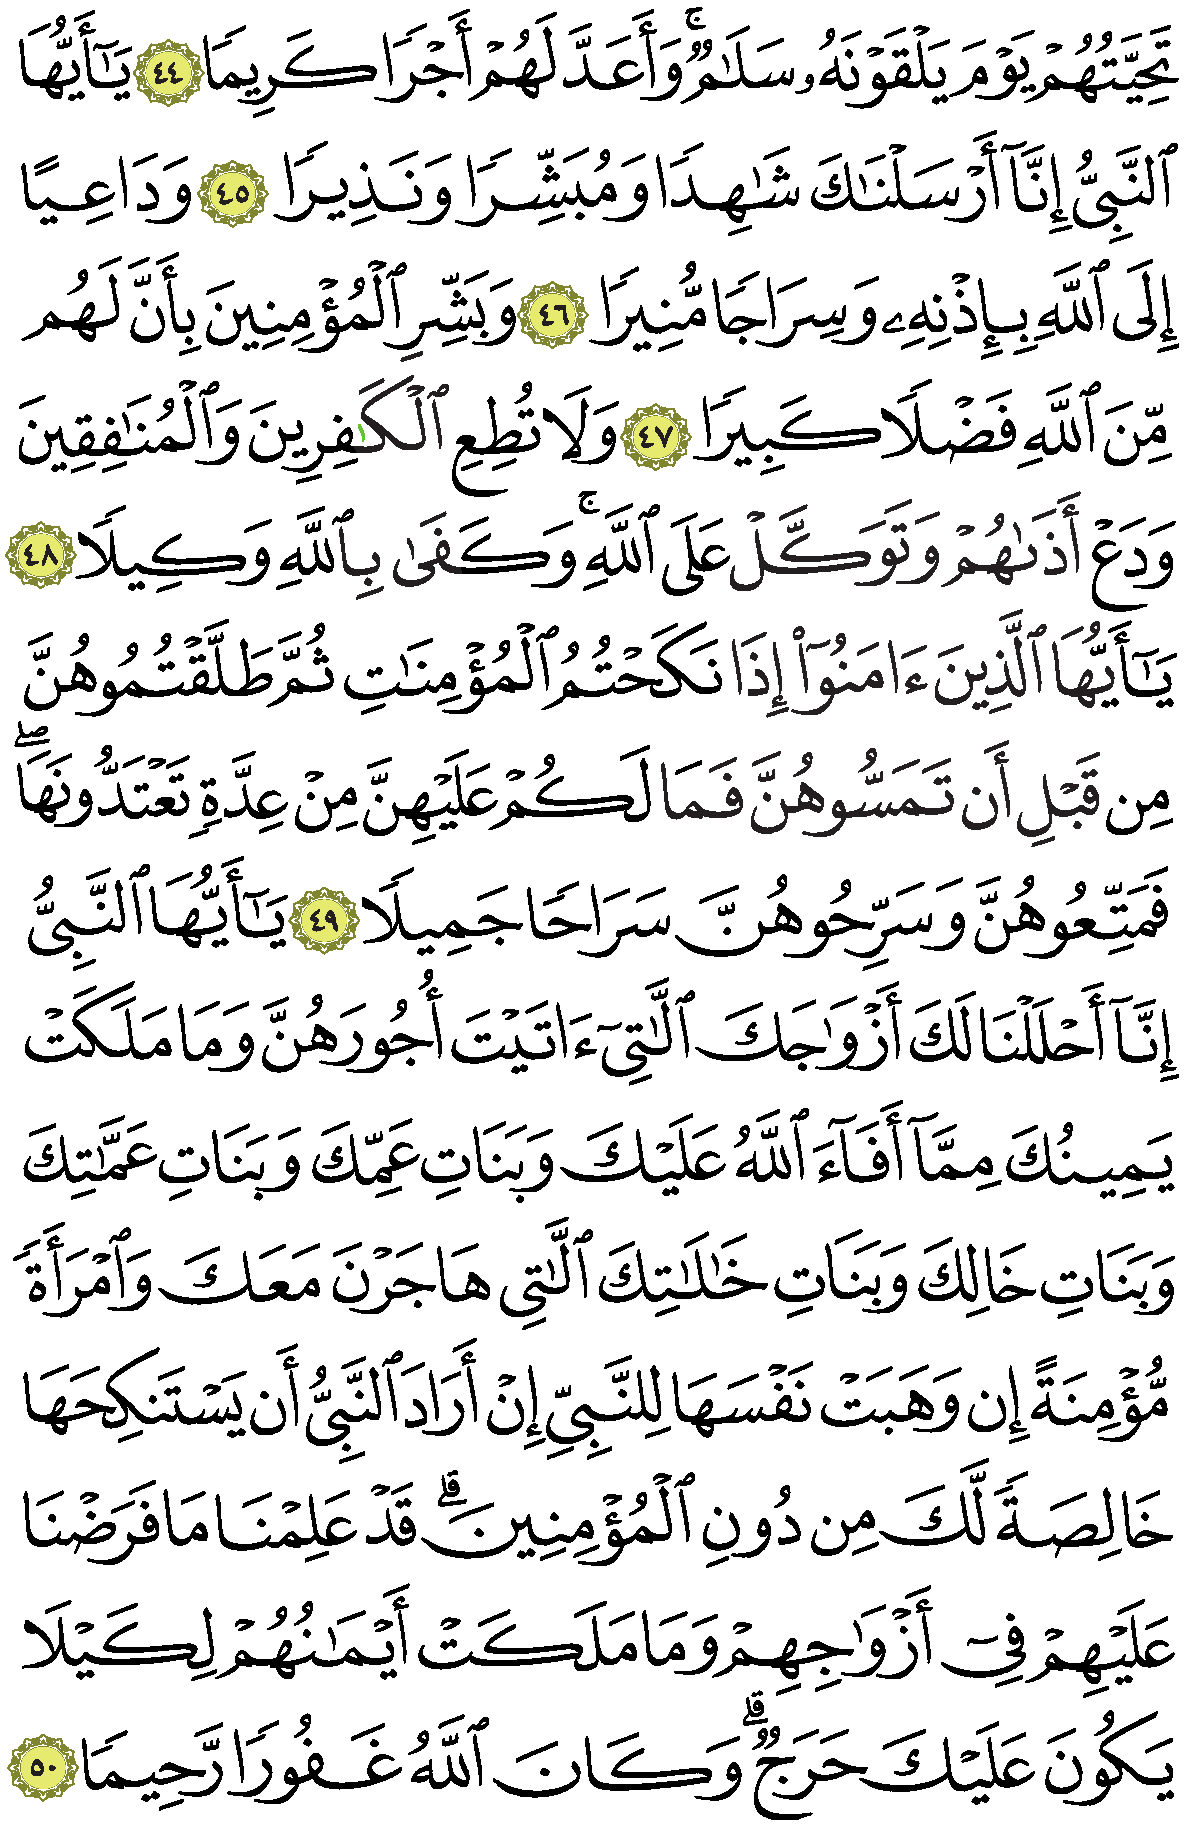 تَحِيَّتُهُمْ يَوْمَ يَلْقَوْنَهُۥ سَلَٰمٌۚ وَأَعَدَّ لَهُمْ أَجْرًا كَرِيمًا ٤٤ يَٰٓأَيُّهَا
ٱلنَّبِيُّ إِنَّآ أَرْسَلْنَٰكَ شَٰهِدًا وَمُبَشِّرًا وَنَذِيرًا ٤٥ وَدَاعِيًا
إِلَى ٱللَّهِ بِإِذْنِهِۦ وَسِرَاجًا مُّنِيرًا ٤٦ وَبَشِّرِ ٱلْمُؤْمِنِينَ بِأَنَّ لَهُم
مِّنَ ٱللَّهِ فَضْلًا كَبِيرًا ٤٧ وَلَا تُطِعِ ٱلْكَٰفِرِينَ وَٱلْمُنَٰفِقِينَ
وَدَعْ أَذَىٰهُمْ وَتَوَكَّلْ عَلَى ٱللَّهِۚ وَكَفَىٰ بِٱللَّهِ وَكِيلًا ٤٨
يَٰٓأَيُّهَا ٱلَّذِينَ ءَامَنُوٓا۟ إِذَا نَكَحْتُمُ ٱلْمُؤْمِنَٰتِ ثُمَّ طَلَّقْتُمُوهُنَّ
مِن قَبْلِ أَن تَمَسُّوهُنَّ فَمَا لَكُمْ عَلَيْهِنَّ مِنْ عِدَّةٍ تَعْتَدُّونَهَاۖ
فَمَتِّعُوهُنَّ وَسَرِّحُوهُنَّ سَرَاحًا جَمِيلًا ٤٩ يَٰٓأَيُّهَا ٱلنَّبِيُّ
إِنَّآ أَحْلَلْنَا لَكَ أَزْوَٰجَكَ ٱلَّٰتِىٓ ءَاتَيْتَ أُجُورَهُنَّ وَمَا مَلَكَتْ
يَمِينُكَ مِمَّآ أَفَآءَ ٱللَّهُ عَلَيْكَ وَبَنَاتِ عَمِّكَ وَبَنَاتِ عَمَّٰتِكَ
وَبَنَاتِ خَالِكَ وَبَنَاتِ خَٰلَٰتِكَ ٱلَّٰتِى هَاجَرْنَ مَعَكَ وَٱمْرَأَةً
مُّؤْمِنَةً إِن وَهَبَتْ نَفْسَهَا لِلنَّبِيِّ إِنْ أَرَادَ ٱلنَّبِيُّ أَن يَسْتَنكِحَهَا
خَالِصَةً لَّكَ مِن دُونِ ٱلْمُؤْمِنِينَۗ قَدْ عَلِمْنَا مَا فَرَضْنَا
عَلَيْهِمْ فِىٓ أَزْوَٰجِهِمْ وَمَا مَلَكَتْ أَيْمَٰنُهُمْ لِكَيْلَا
يَكُونَ عَلَيْكَ حَرَجٌۗ وَكَانَ ٱللَّهُ غَفُورًا رَّحِيمًا ٥٠